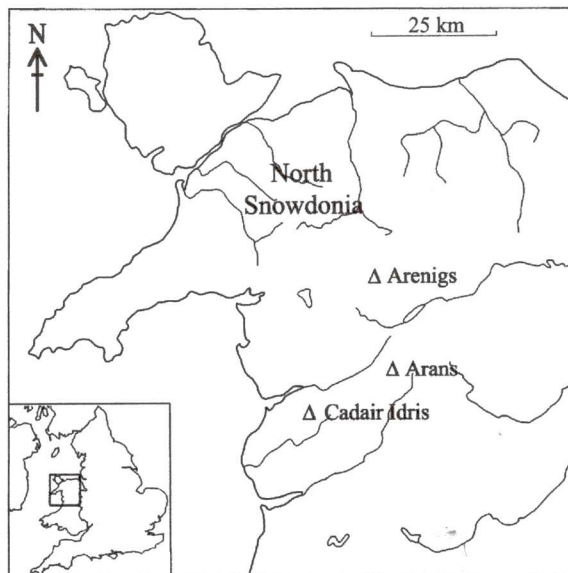 N
25 km
North
Snowdonia
Δ Arenigs
Δ Arans
Δ Cadair Idris